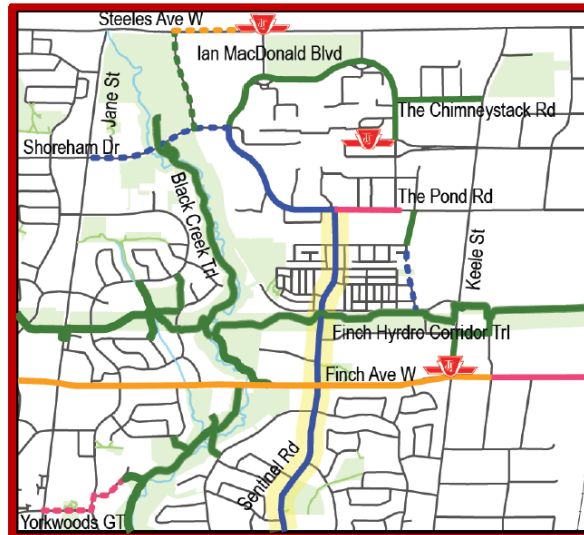 Steeles Ave W
Ian MacDonald Blvd
Jane St
The Chimneystack Rd
Shoreham Dr
Black Creek Trl
The Pond Rd
Keele St
Finch Hyrdro Corridor Trl
Finch Ave W
Sentinel Rd
Yorkwoods GT